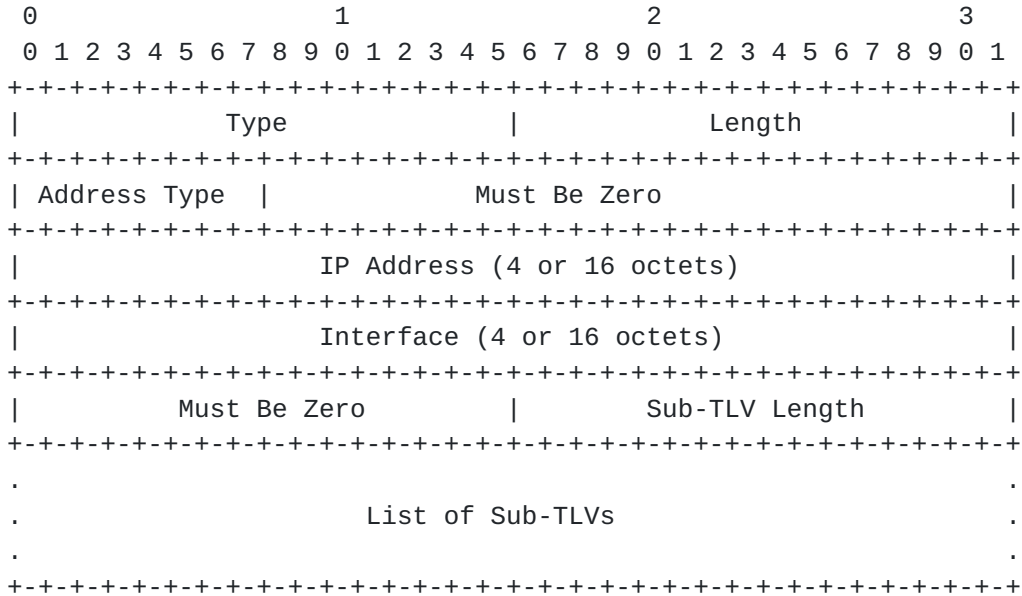 0                   1                   2                   3
 0 1 2 3 4 5 6 7 8 9 0 1 2 3 4 5 6 7 8 9 0 1 2 3 4 5 6 7 8 9 0 1
+-+-+-+-+-+-+-+-+-+-+-+-+-+-+-+-+-+-+-+-+-+-+-+-+-+-+-+-+-+-+-+-+
|             Type              |            Length             |
+-+-+-+-+-+-+-+-+-+-+-+-+-+-+-+-+-+-+-+-+-+-+-+-+-+-+-+-+-+-+-+-+
| Address Type  |             Must Be Zero                      |
+-+-+-+-+-+-+-+-+-+-+-+-+-+-+-+-+-+-+-+-+-+-+-+-+-+-+-+-+-+-+-+-+
|                   IP Address (4 or 16 octets)                 |
+-+-+-+-+-+-+-+-+-+-+-+-+-+-+-+-+-+-+-+-+-+-+-+-+-+-+-+-+-+-+-+-+
|                   Interface (4 or 16 octets)                  |
+-+-+-+-+-+-+-+-+-+-+-+-+-+-+-+-+-+-+-+-+-+-+-+-+-+-+-+-+-+-+-+-+
|          Must Be Zero         |        Sub-TLV Length         |
+-+-+-+-+-+-+-+-+-+-+-+-+-+-+-+-+-+-+-+-+-+-+-+-+-+-+-+-+-+-+-+-+
.                                                               .
.                      List of Sub-TLVs                         .
.                                                               .
+-+-+-+-+-+-+-+-+-+-+-+-+-+-+-+-+-+-+-+-+-+-+-+-+-+-+-+-+-+-+-+-+